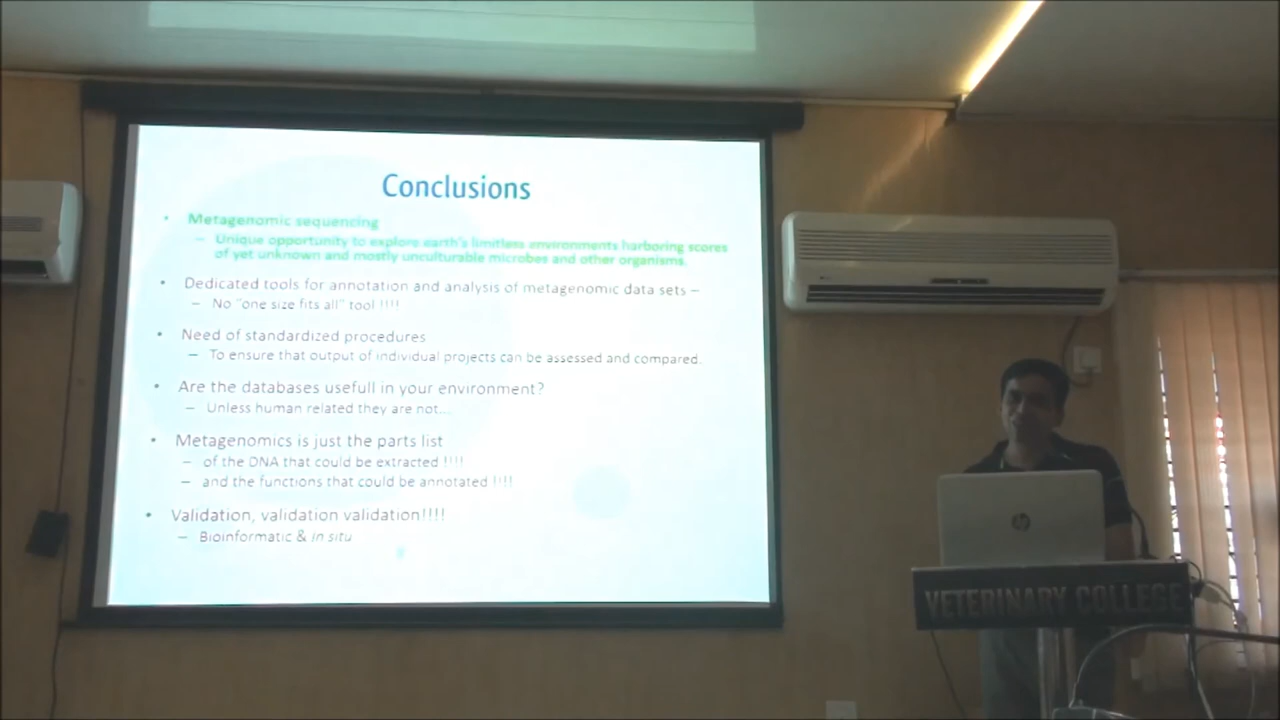 Conclusions
• Metagenomic sequencing
– Unique opportunity to explore earth's limitless environments harboring scores
of yet unknown and mostly unculturable microbes and other organisms.
• Dedicated tools for annotation and analysis of metagenomic data sets –
– No "one size fits all" tool !!!!
• Need of standardized procedures
– To ensure that output of individual projects can be assessed and compared.
• Are the databases usefull in your environment?
– Unless human related they are not...
• Metagenomics is just the parts list
– of the DNA that could be extracted !!!!
– and the functions that could be annotated !!!!
• Validation, validation validation!!!!
– Bioinformatic & in situ
hp
VETERINARY COLLEGE